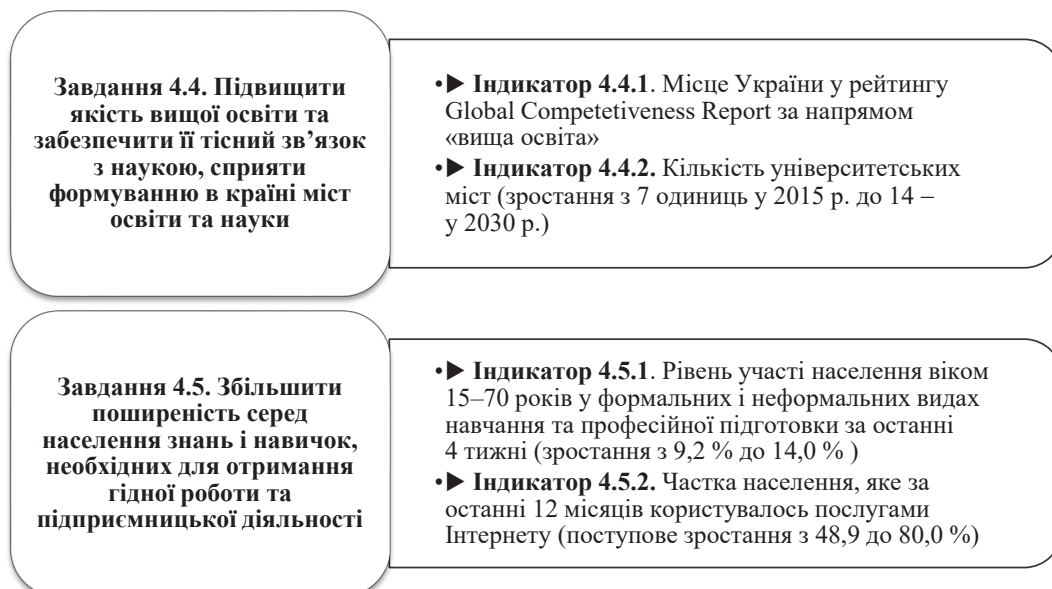 Завдання 4.4. Підвищити
якість вищої освіти та
забезпечити її тісний зв’язок
з наукою, сприяти
формуванню в країні міст
освіти та науки
•▶ Індикатор 4.4.1. Місце України у рейтингу
Global Competetiveness Report за напрямом
«вища освіта»
•▶ Індикатор 4.4.2. Кількість університетських
міст (зростання з 7 одиниць у 2015 р. до 14 –
у 2030 р.)
Завдання 4.5. Збільшити
поширеність серед
населення знань і навичок,
необхідних для отримання
гідної роботи та
підприємницької діяльності
•▶ Індикатор 4.5.1. Рівень участі населення віком
15–70 років у формальних і неформальних видах
навчання та професійної підготовки за останні
4 тижні (зростання з 9,2 % до 14,0 % )
•▶ Індикатор 4.5.2. Частка населення, яке за
останні 12 місяців користувалось послугами
Інтернету (поступове зростання з 48,9 до 80,0 %)